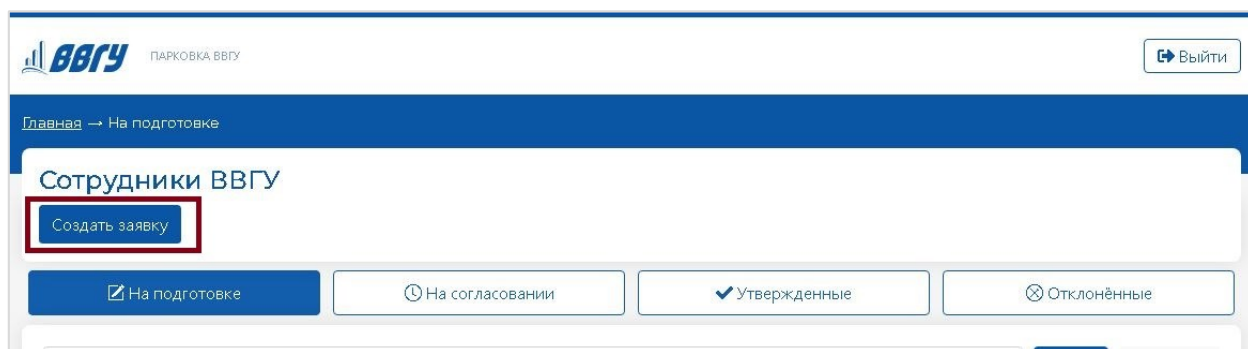 ВВГУ ПАРКОВКА ВВГУ Выйти
Главная → На подготовке
Сотрудники ВВГУ
Создать заявку
На подготовке На согласовании Утвержденные Отклонённые